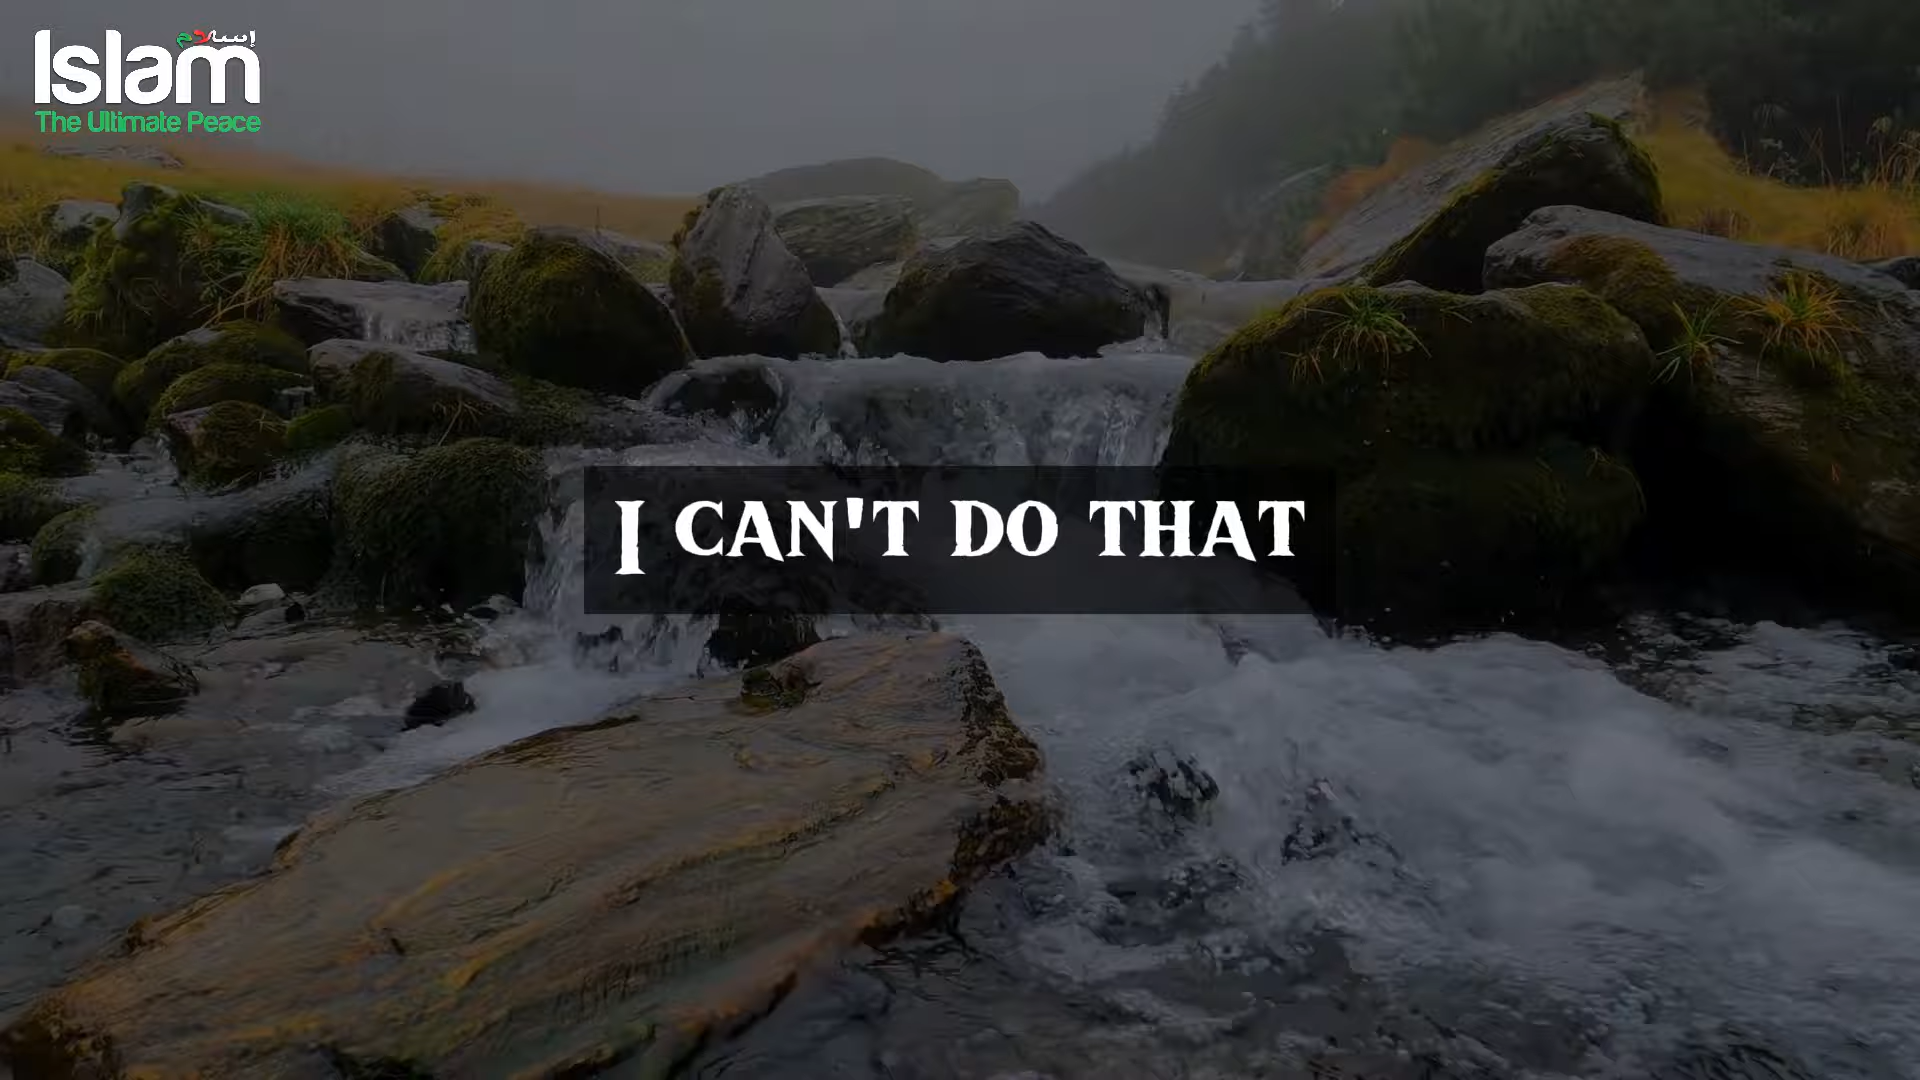 إسلام
Islam
The Ultimate Peace
I CAN'T DO THAT